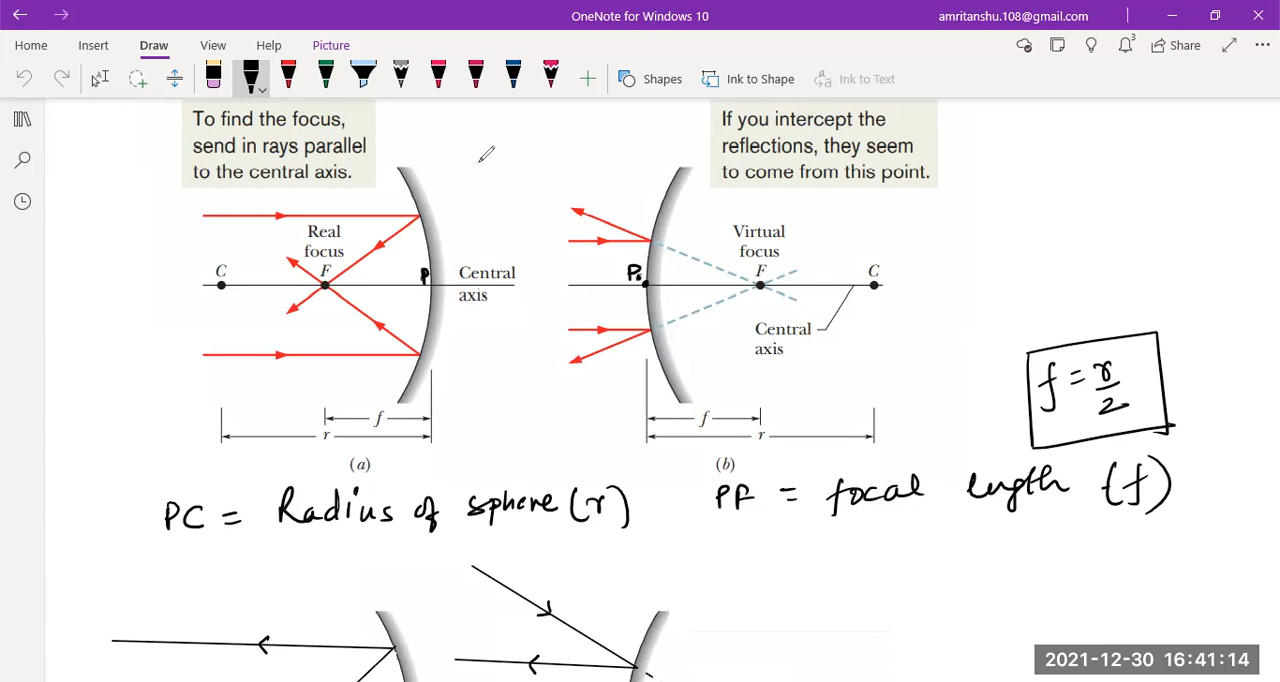 OneNote for Windows 10
amritanshu.108@gmail.com
Home Insert Draw View Help Picture
3
Share
Shapes
Ink to Shape
Ink to Text
To find the focus,
send in rays parallel
to the central axis.
If you intercept the
reflections, they seem
to come from this point.
Real
focus
C
F
P
Central
axis
f
r
(a)
Virtual
focus
P
F
C
Central
axis
f
r
(b)
f = r/2
PC = Radius of sphere (r)
PF = focal length (f)
2021-12-30 16:41:14